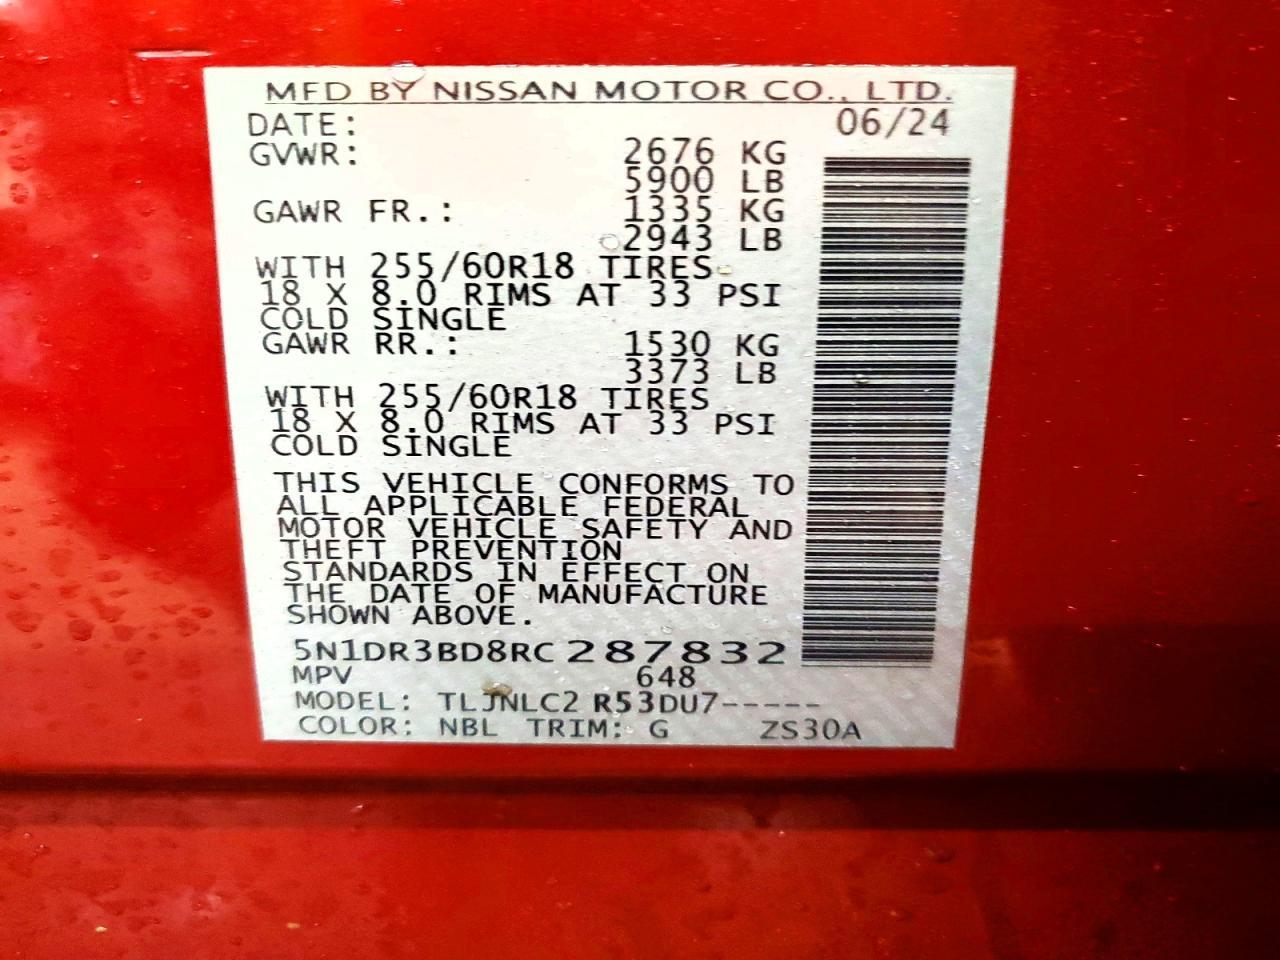 MFD BY NISSAN MOTOR CO., LTD.
DATE: 06/24
GVWR: 2676 KG
5900 LB
GAWR FR.: 1335 KG
2943 LB
WITH 255/60R18 TIRES
18 X 8.0 RIMS AT 33 PSI
COLD SINGLE
GAWR RR.: 1530 KG
3373 LB
WITH 255/60R18 TIRES
18 X 8.0 RIMS AT 33 PSI
COLD SINGLE
THIS VEHICLE CONFORMS TO
ALL APPLICABLE FEDERAL
MOTOR VEHICLE SAFETY AND
THEFT PREVENTION
STANDARDS IN EFFECT ON
THE DATE OF MANUFACTURE
SHOWN ABOVE.
5N1DR3BD8RC287832
MPV 648
MODEL: TLJNLC2 R53DU7-----
COLOR: NBL TRIM: G ZS30A